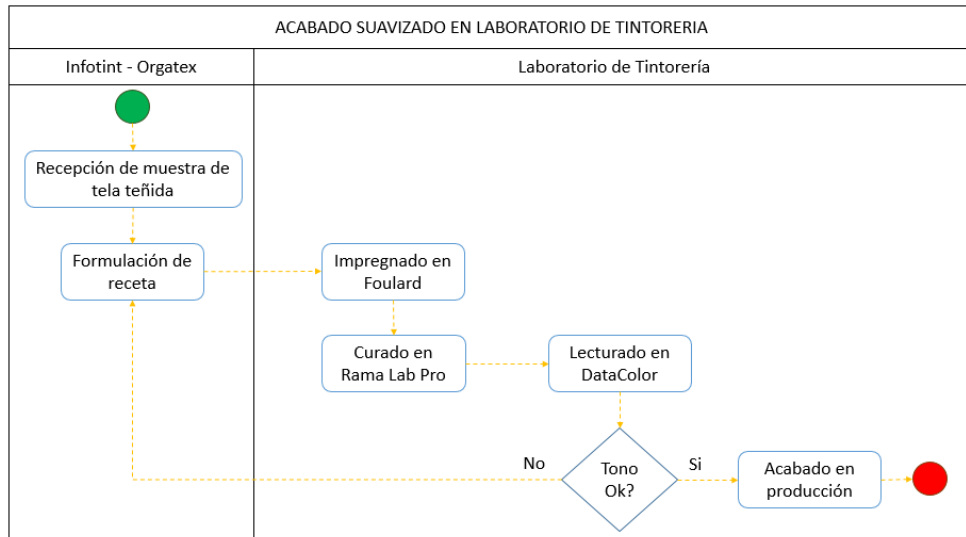 ACABADO SUAVIZADO EN LABORATORIO DE TINTORERIA
Infotint - Orgatex
Laboratorio de Tintorería
Recepción de muestra de
tela teñida
Formulación de
receta
Impregnado en
Foulard
Curado en
Rama Lab Pro
Lecturado en
DataColor
No
Tono
Ok?
Si
Acabado en
producción